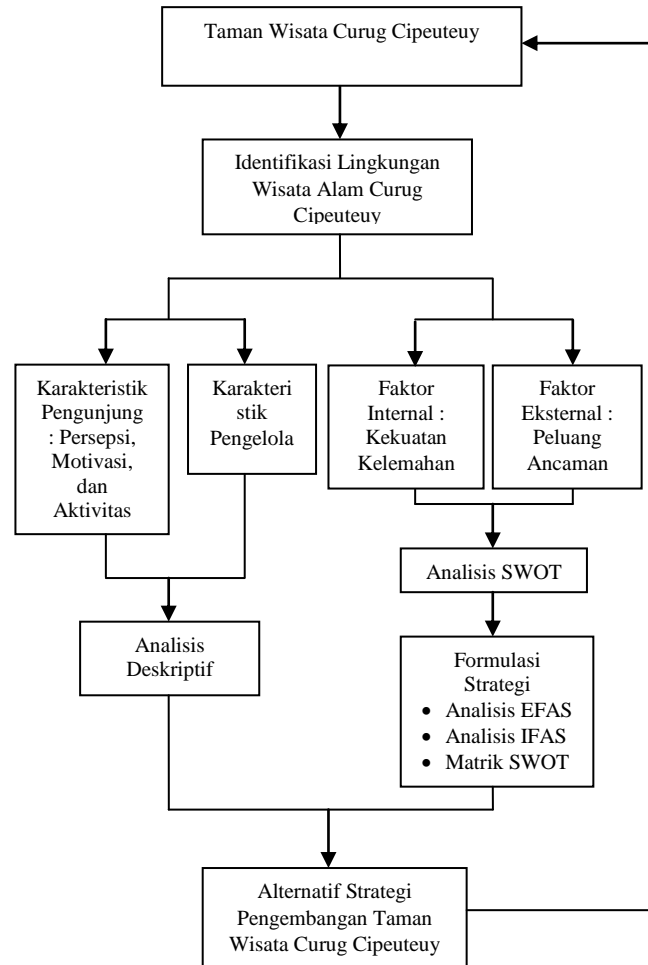 Taman Wisata Curug Cipeuteuy
Identifikasi Lingkungan
Wisata Alam Curug
Cipeuteuy
Karakteristik
Pengunjung
: Persepsi,
Motivasi,
dan
Aktivitas
Karakteri
stik
Pengelola
Faktor
Internal :
Kekuatan
Kelemahan
Faktor
Eksternal :
Peluang
Ancaman
Analisis SWOT
Analisis
Deskriptif
Formulasi
Strategi
• Analisis EFAS
• Analisis IFAS
• Matrik SWOT
Alternatif Strategi
Pengembangan Taman
Wisata Curug Cipeuteuy